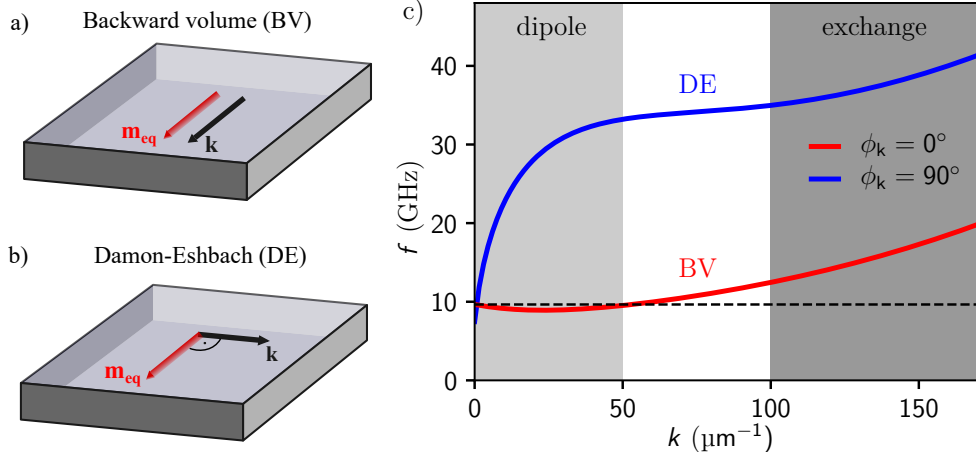 a)
Backward volume (BV)
m_eq
k
b)
Damon-Eshbach (DE)
m_eq
k
c)
dipole
exchange
DE
BV
ϕ_k = 0°
ϕ_k = 90°
f (GHz)
40
30
20
10
0
0 50 100 150
k (µm⁻¹)